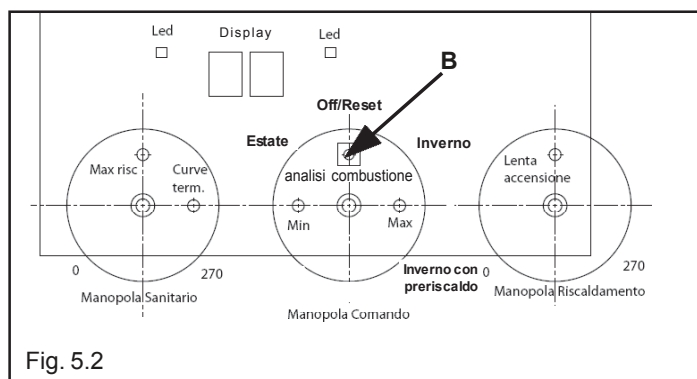 Led
Display
Led
B
Off/Reset
Estate
Inverno
Max risc
Curve
term.
analisi combustione
Lenta
accensione
Min
Max
0
270
Inverno con
preriscaldo
0
270
Manopola Sanitario
Manopola Riscaldamento
Manopola Comando
Fig. 5.2